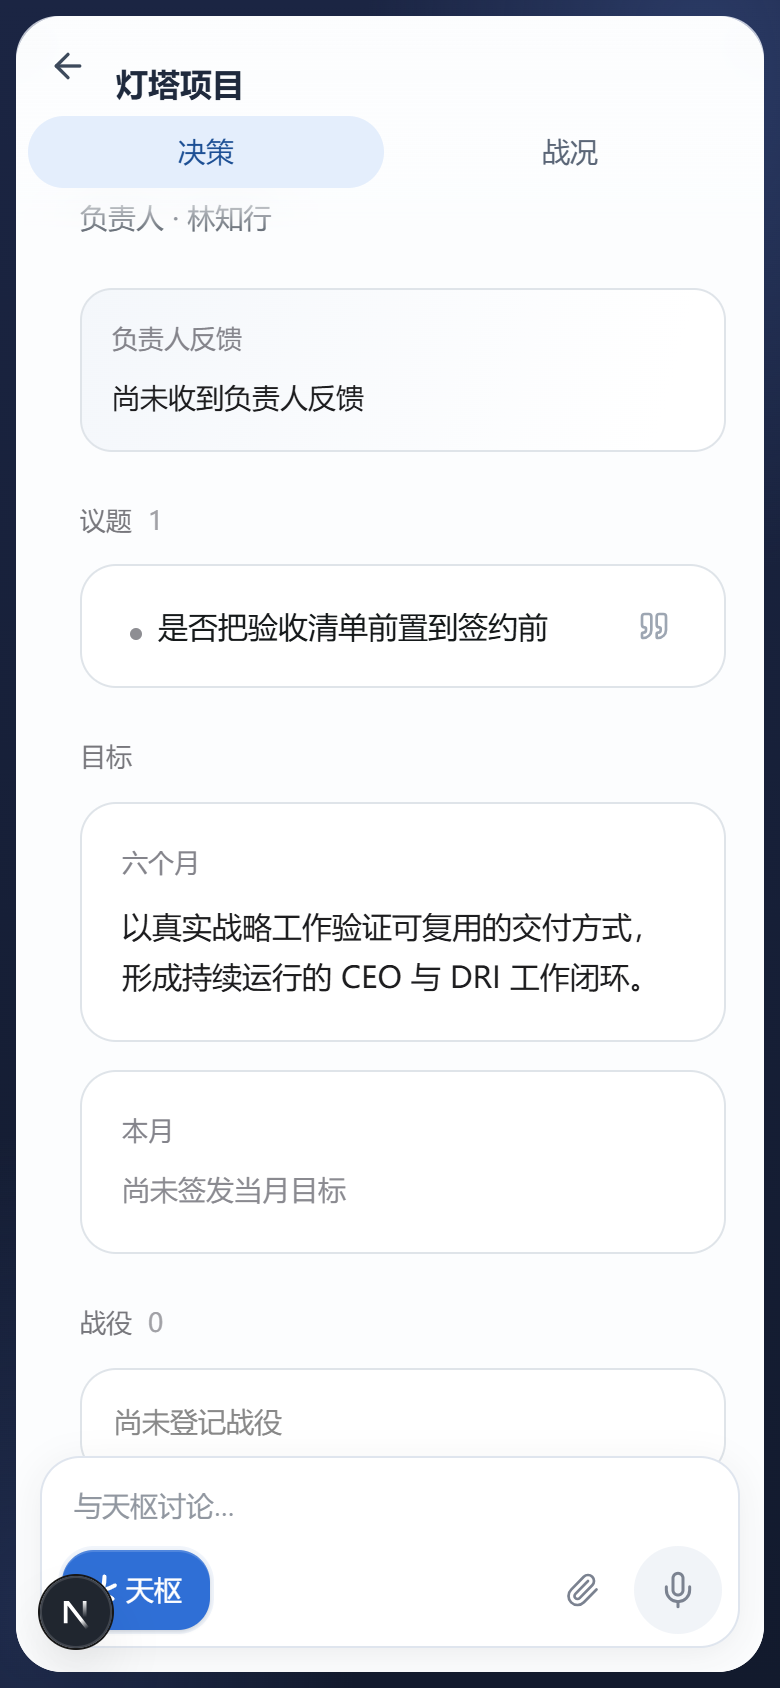 灯塔项目
决策
战况
负责人 · 林知行
负责人反馈
尚未收到负责人反馈
议题 1
是否把验收清单前置到签约前
目标
六个月
以真实战略工作验证可复用的交付方式，
形成持续运行的 CEO 与 DRI 工作闭环。
本月
尚未签发当月目标
战役 0
尚未登记战役
与天枢讨论...
天枢
N